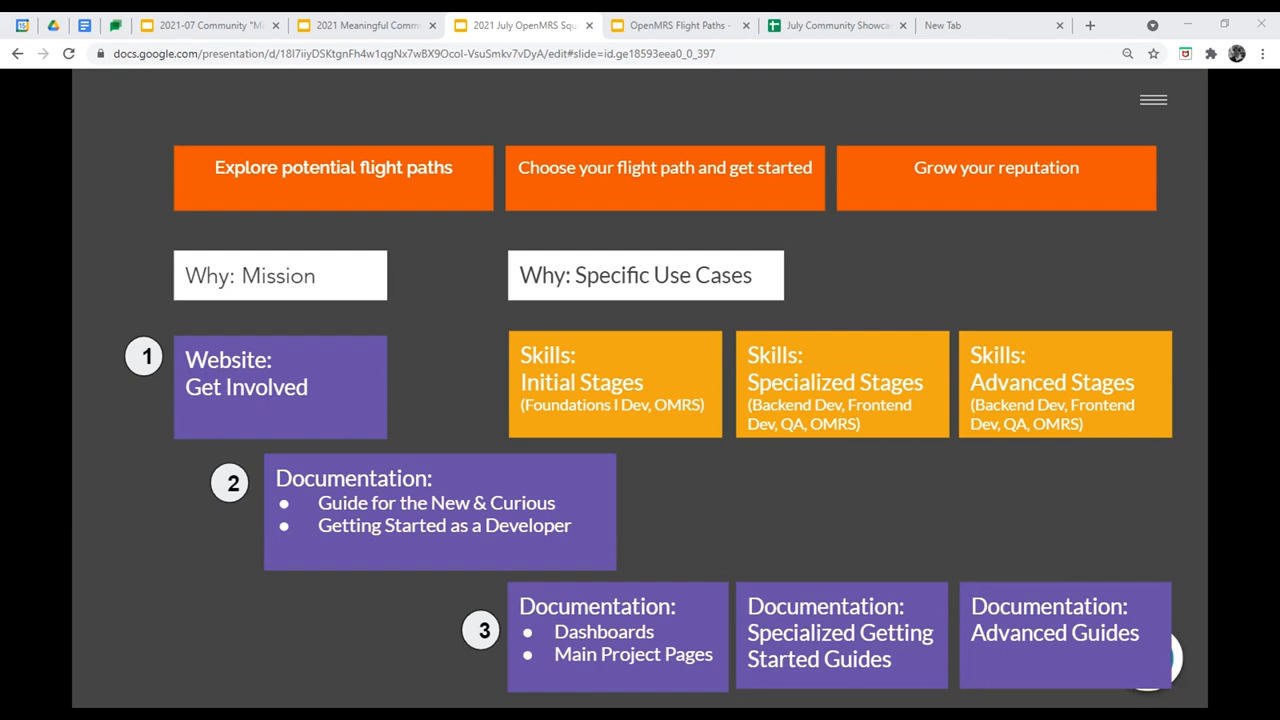 2021-07 Community "Mi
2021 Meaningful Commu
2021 July OpenMRS Squ
OpenMRS Flight Paths -
July Community Showca
New Tab
docs.google.com/presentation/d/18I7iiyDSKtgnFh4w1qgNx7wBX9OcoI-VsuSmkv7vDyA/edit#slide=id.ge18593eea0_0_397
Explore potential flight paths
Choose your flight path and get started
Grow your reputation
Why: Mission
Why: Specific Use Cases
1
Website:
Get Involved
Skills:
Initial Stages
(Foundations I Dev, OMRS)
Skills:
Specialized Stages
(Backend Dev, Frontend
Dev, QA, OMRS)
Skills:
Advanced Stages
(Backend Dev, Frontend
Dev, QA, OMRS)
2
Documentation:
● Guide for the New & Curious
● Getting Started as a Developer
3
Documentation:
● Dashboards
● Main Project Pages
Documentation:
Specialized Getting
Started Guides
Documentation:
Advanced Guides